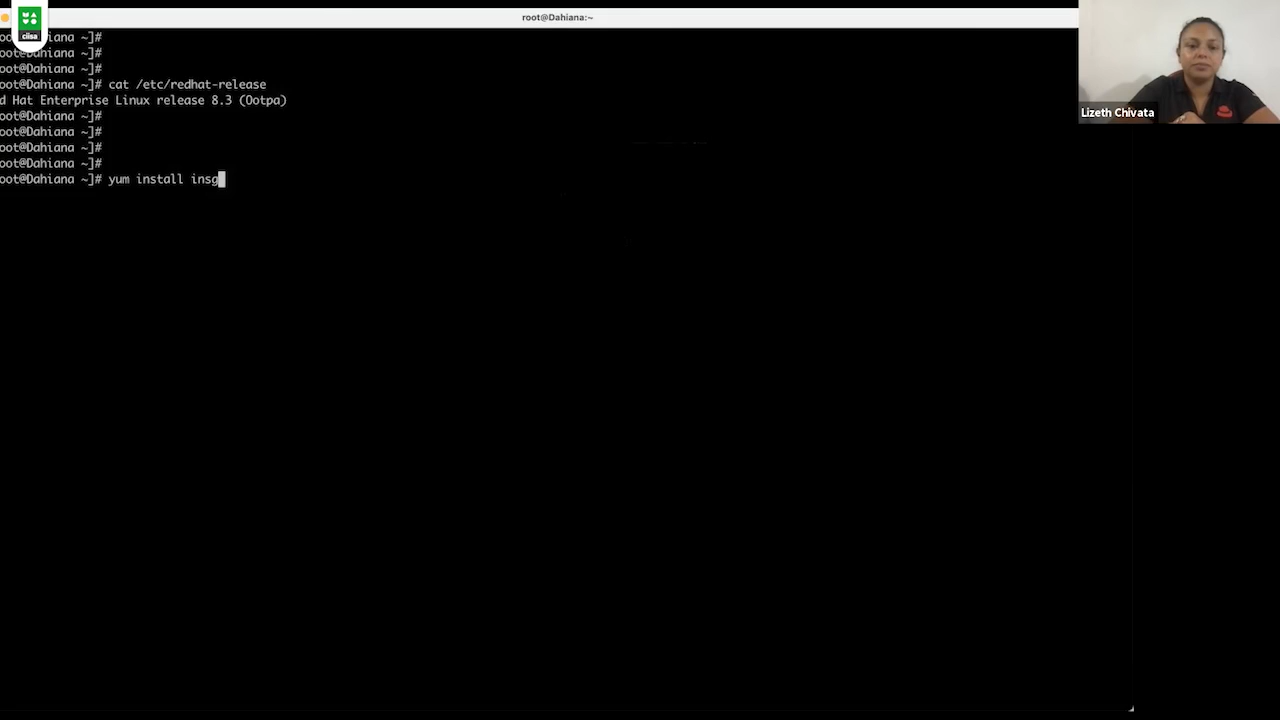 root@Dahiana:~
clisa
oot@Dahiana ~]#
oot@Dahiana ~]#
oot@Dahiana ~]#
oot@Dahiana ~]# cat /etc/redhat-release
d Hat Enterprise Linux release 8.3 (Ootpa)
oot@Dahiana ~]#
oot@Dahiana ~]#
oot@Dahiana ~]#
oot@Dahiana ~]#
oot@Dahiana ~]# yum install insg
Lizeth Chivata